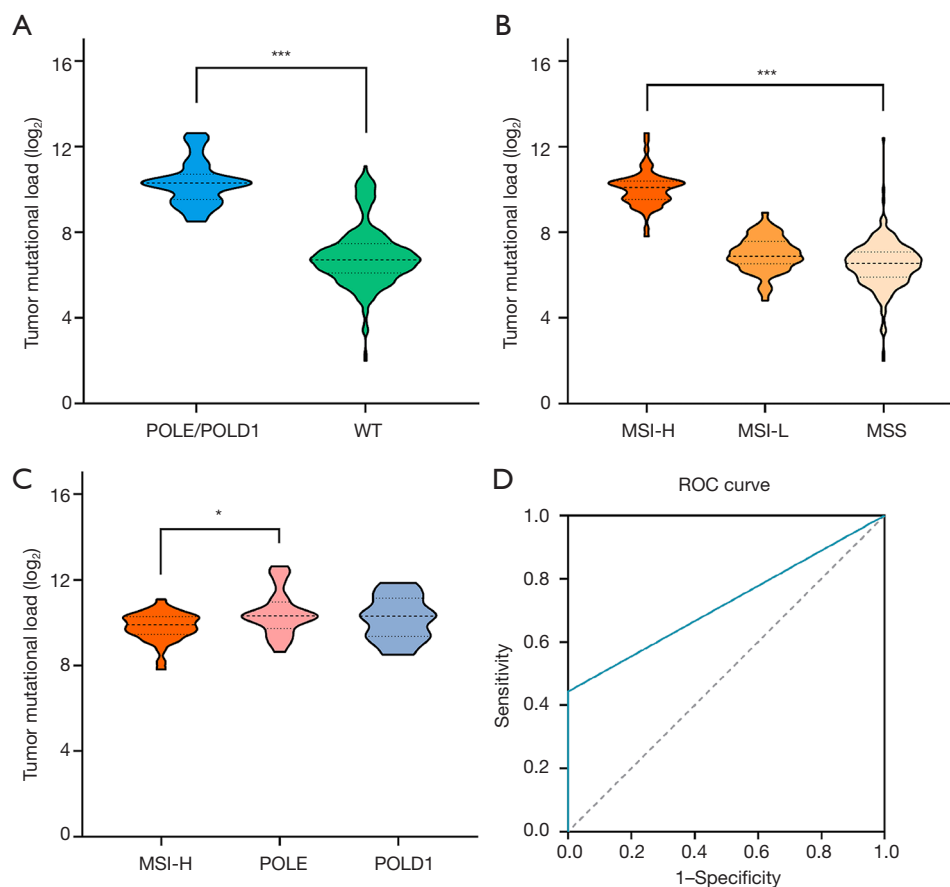 A
Tumor mutational load (log₂)
16
12
8
4
0
***
POLE/POLD1
WT
B
Tumor mutational load (log₂)
16
12
8
4
0
***
MSI-H
MSI-L
MSS
C
Tumor mutational load (log₂)
16
12
8
4
0
*
MSI-H
POLE
POLD1
D
ROC curve
Sensitivity
1.0
0.8
0.6
0.4
0.2
0.0
0.0 0.2 0.4 0.6 0.8 1.0
1–Specificity